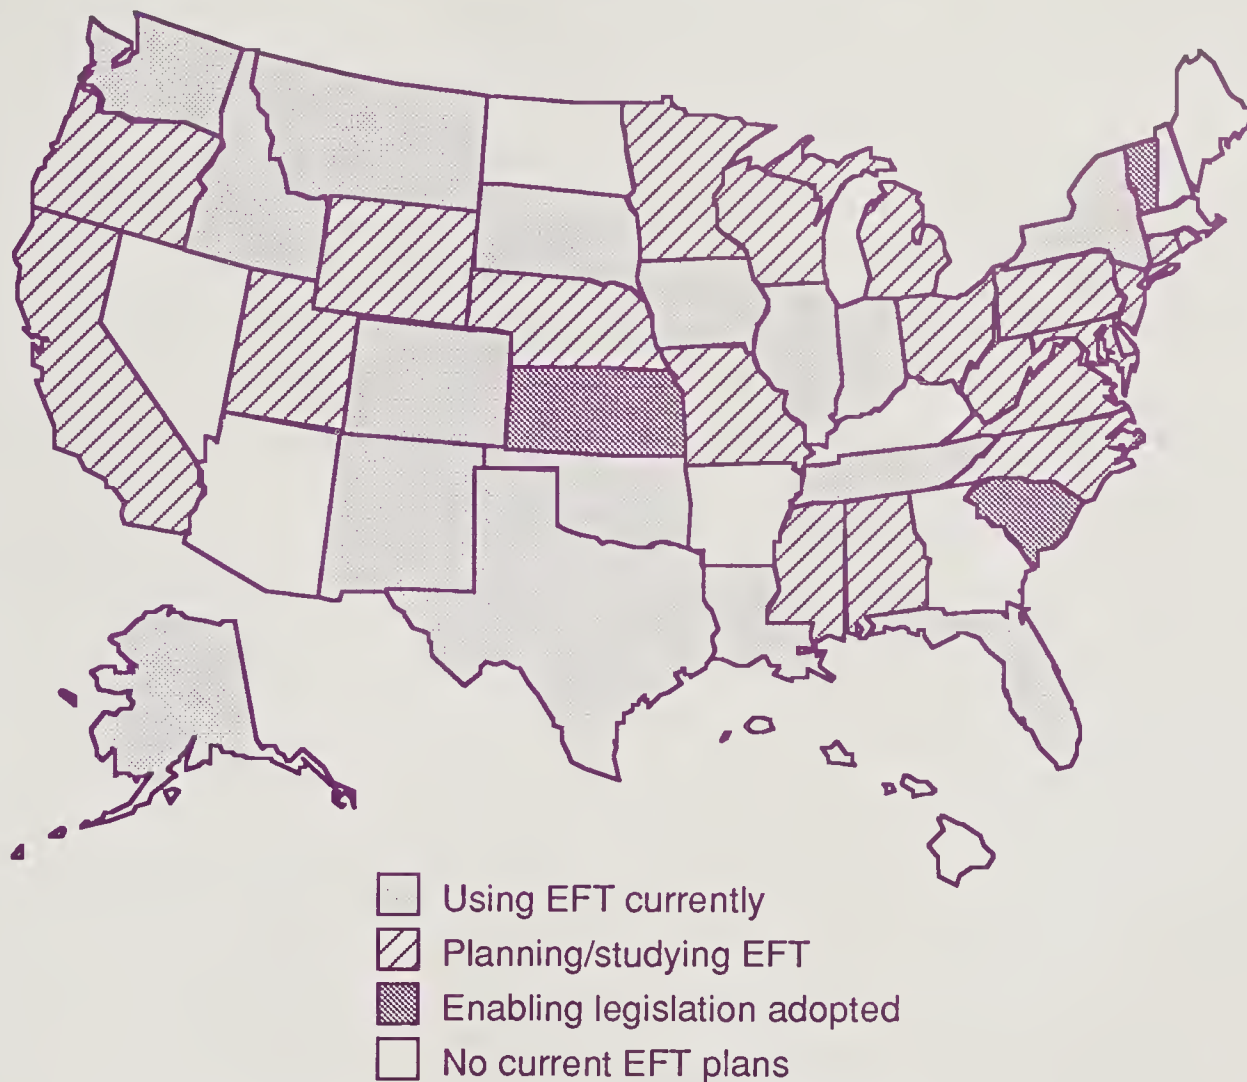 Using EFT currently
Planning/studying EFT
Enabling legislation adopted
No current EFT plans